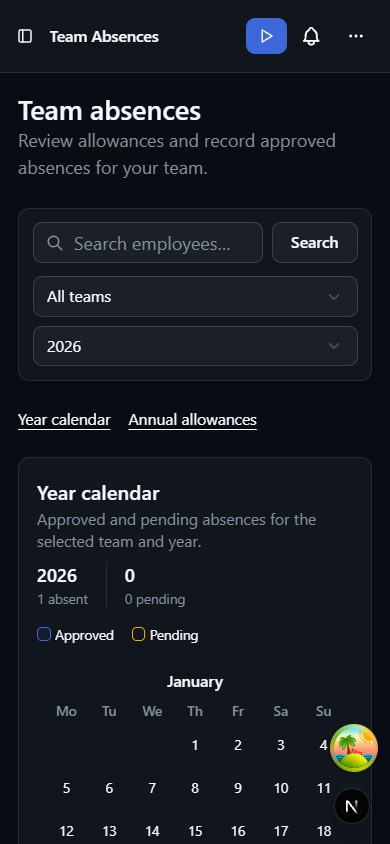 Team Absences
Team absences
Review allowances and record approved
absences for your team.
Search employees...
Search
All teams
2026
Year calendar Annual allowances
Year calendar
Approved and pending absences for the
selected team and year.
2026 0
1 absent 0 pending
Approved Pending
January
Mo Tu We Th Fr Sa Su
1 2 3 4
5 6 7 8 9 10 11
N
12 13 14 15 16 17 18